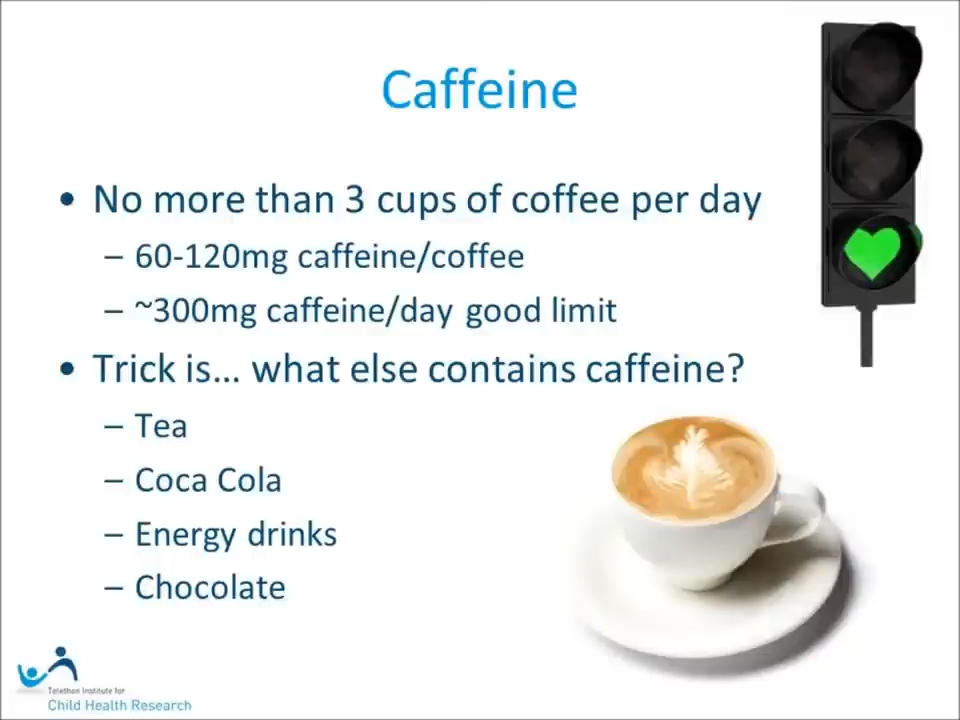 Caffeine
• No more than 3 cups of coffee per day
– 60-120mg caffeine/coffee
– ~300mg caffeine/day good limit
• Trick is... what else contains caffeine?
– Tea
– Coca Cola
– Energy drinks
– Chocolate
Telethon Institute for
Child Health Research